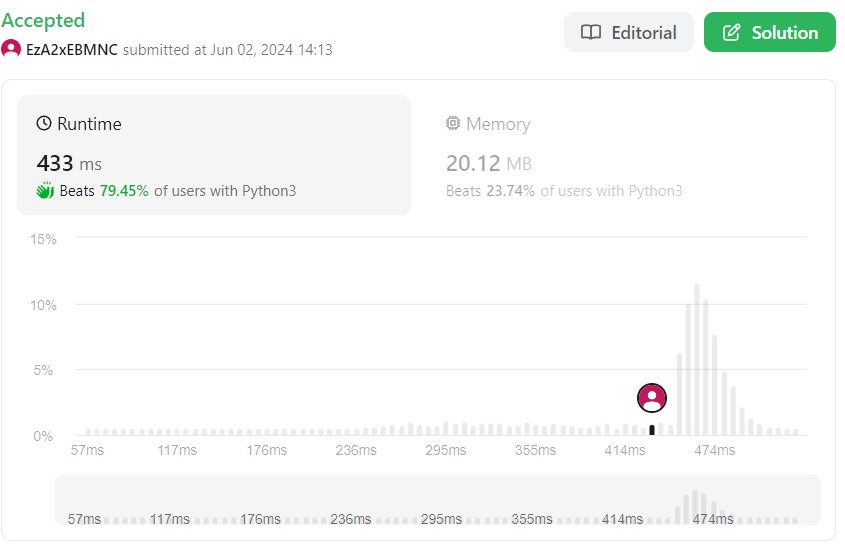 Accepted
Editorial
Solution
EzA2xEBMNC submitted at Jun 02, 2024 14:13
Runtime
433 ms
Beats 79.45% of users with Python3
Memory
20.12 MB
Beats 23.74% of users with Python3
15%
10%
5%
0%
57ms 117ms 176ms 236ms 295ms 355ms 414ms 474ms
57ms 117ms 176ms 236ms 295ms 355ms 414ms 474ms